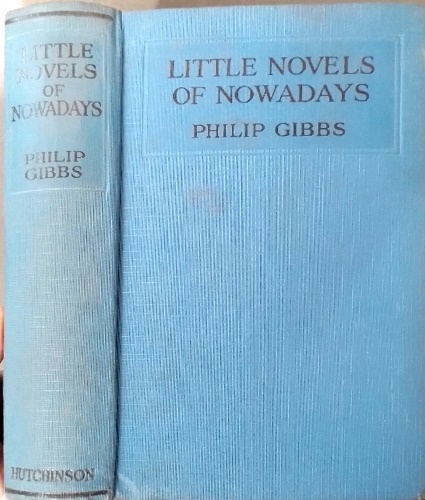 LITTLE
NOVELS
OF
NOWADAYS
PHILIP
GIBBS
HUTCHINSON
LITTLE NOVELS
OF NOWADAYS
PHILIP GIBBS